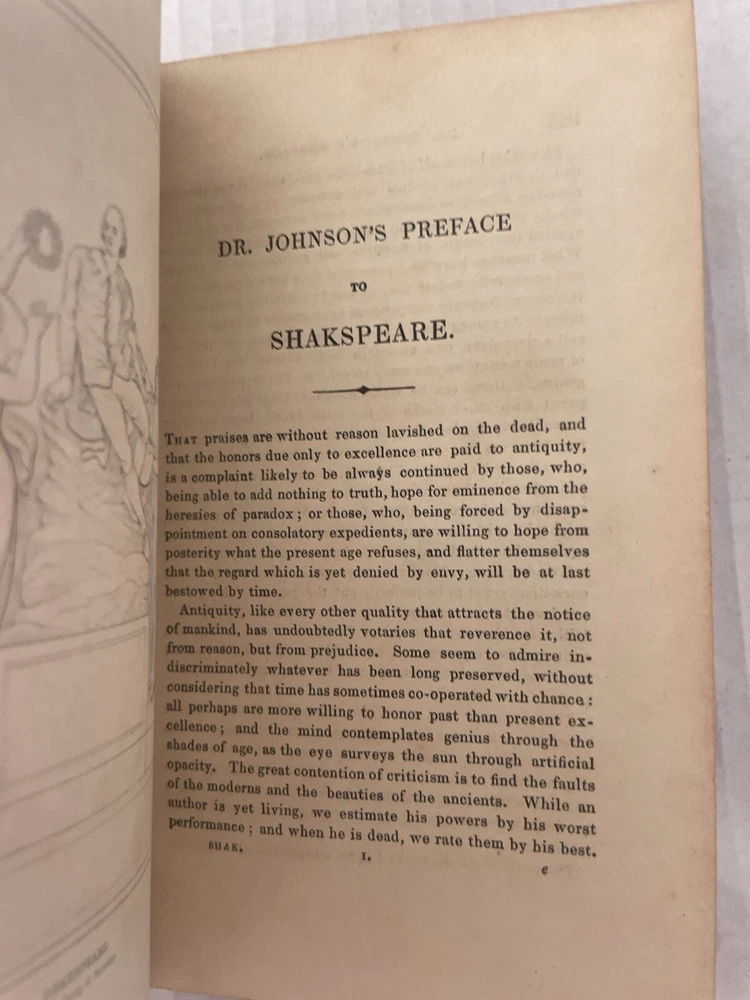 DR. JOHNSON'S PREFACE
TO
SHAKSPEARE.
THAT praises are without reason lavished on the dead, and
that the honors due only to excellence are paid to antiquity,
is a complaint likely to be always continued by those, who,
being able to add nothing to truth, hope for eminence from the
heresies of paradox; or those, who, being forced by disap-
pointment on consolatory expedients, are willing to hope from
posterity what the present age refuses, and flatter themselves
that the regard which is yet denied by envy, will be at last
bestowed by time.
Antiquity, like every other quality that attracts the notice
of mankind, has undoubtedly votaries that reverence it, not
from reason, but from prejudice. Some seem to admire in-
discriminately whatever has been long preserved, without
considering that time has sometimes co-operated with chance:
all perhaps are more willing to honor past than present ex-
cellence; and the mind contemplates genius through the
shades of age, as the eye surveys the sun through artificial
opacity. The great contention of criticism is to find the faults
of the moderns and the beauties of the ancients. While an
author is yet living, we estimate his powers by his worst
performance; and when he is dead, we rate them by his best.
SHAK. I. e